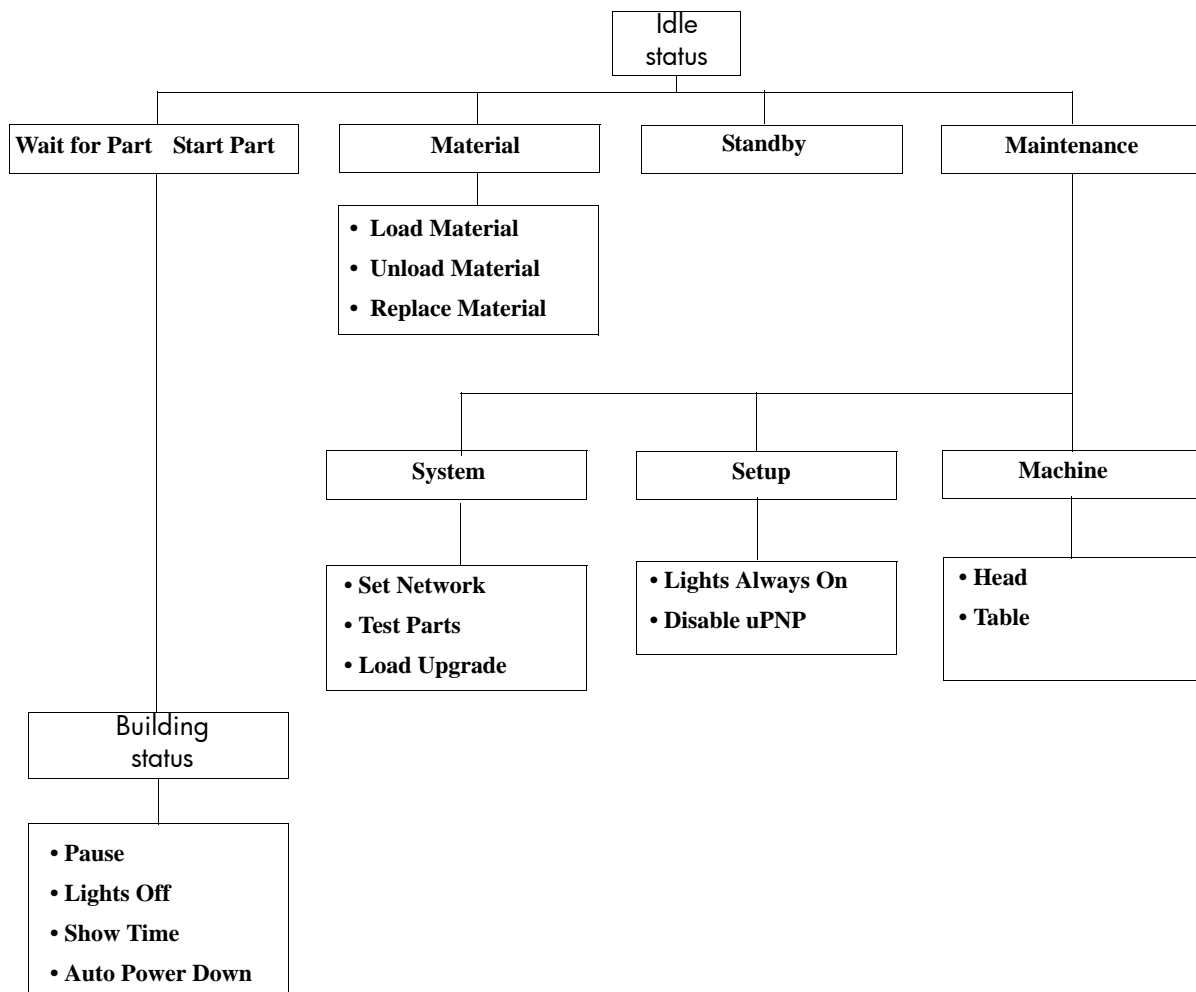 Idle
status
Wait for Part Start Part
Material
Standby
Maintenance
• Load Material
• Unload Material
• Replace Material
System
Setup
Machine
• Set Network
• Test Parts
• Load Upgrade
• Lights Always On
• Disable uPNP
• Head
• Table
Building
status
• Pause
• Lights Off
• Show Time
• Auto Power Down